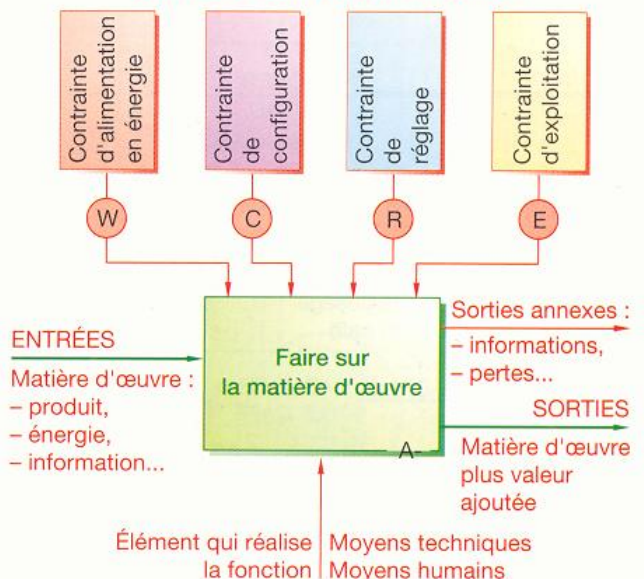 Contrainte
d'alimentation
en énergie
Contrainte
de
configuration
Contrainte
de
réglage
Contrainte
d'exploitation
W
C
R
E
ENTRÉES
Matière d'œuvre :
– produit,
– énergie,
– information...
Faire sur
la matière d'œuvre
A-
Sorties annexes :
– informations,
– pertes...
SORTIES
Matière d'œuvre
plus valeur
ajoutée
Élément qui réalise
la fonction
Moyens techniques
Moyens humains